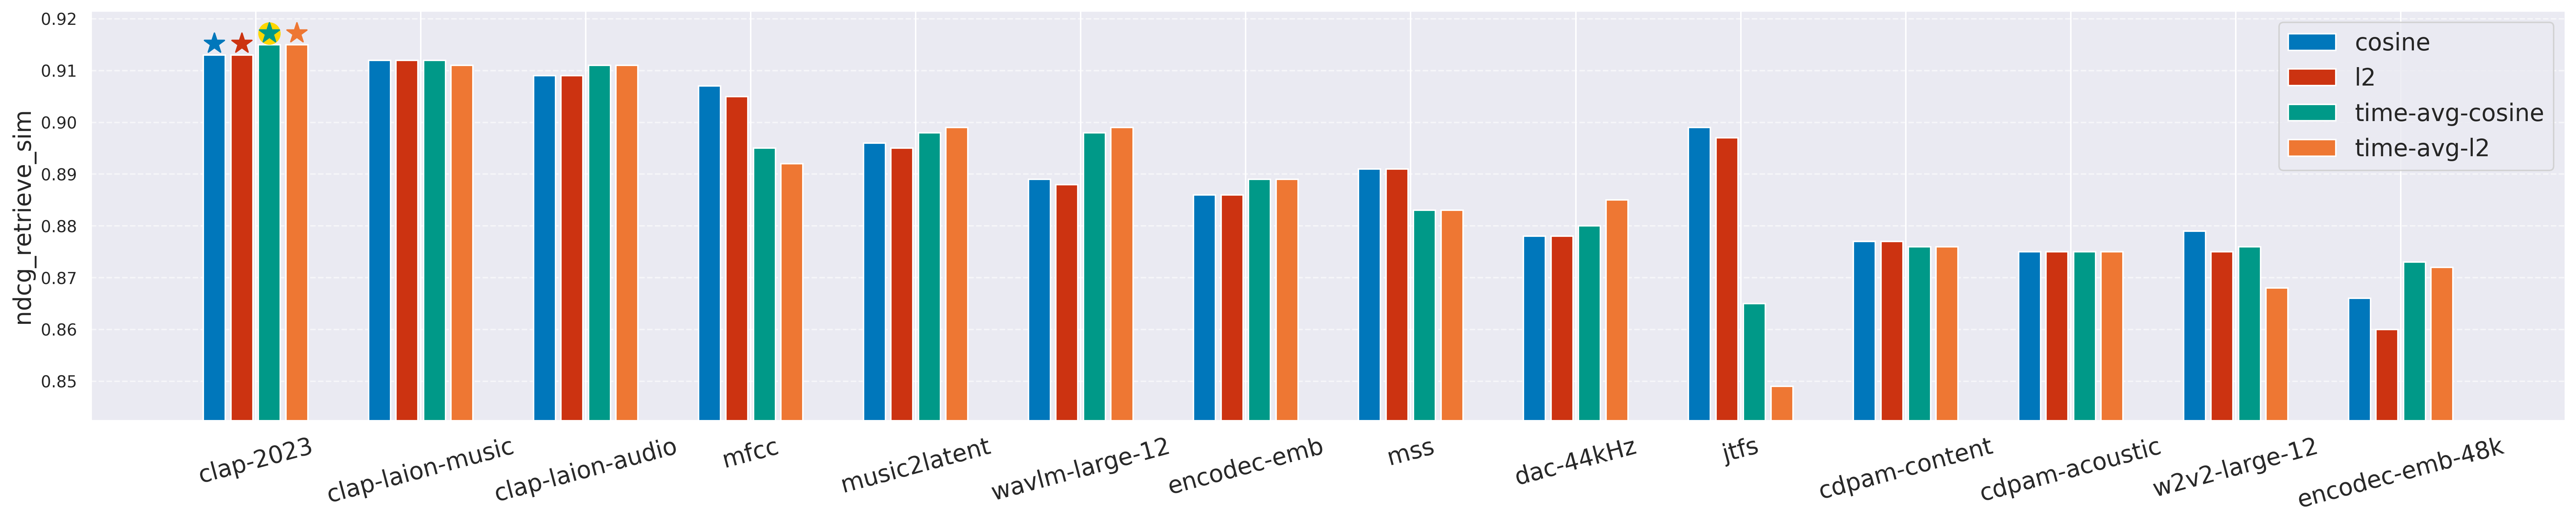 ndcg_retrieve_sim
0.92
0.91
0.90
0.89
0.88
0.87
0.86
0.85
cosine
l2
time-avg-cosine
time-avg-l2
clap-2023
clap-laion-music
clap-laion-audio
mfcc
music2latent
wavlm-large-12
encodec-emb
mss
dac-44kHz
jtfs
cdpam-content
cdpam-acoustic
w2v2-large-12
encodec-emb-48k